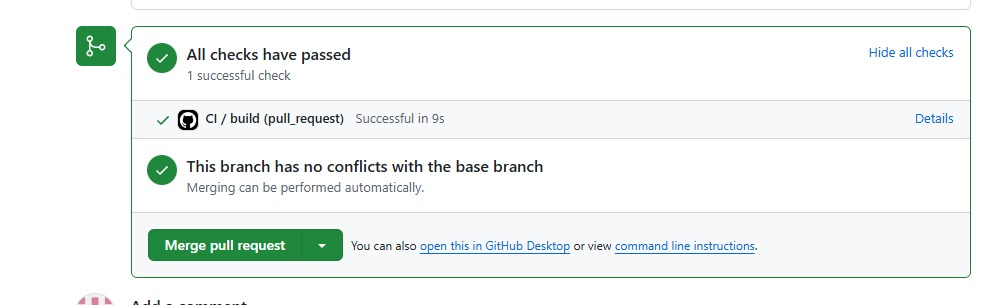 All checks have passed
Hide all checks
1 successful check
CI / build (pull_request) Successful in 9s
Details
This branch has no conflicts with the base branch
Merging can be performed automatically.
Merge pull request
You can also open this in GitHub Desktop or view command line instructions.
Add a comment